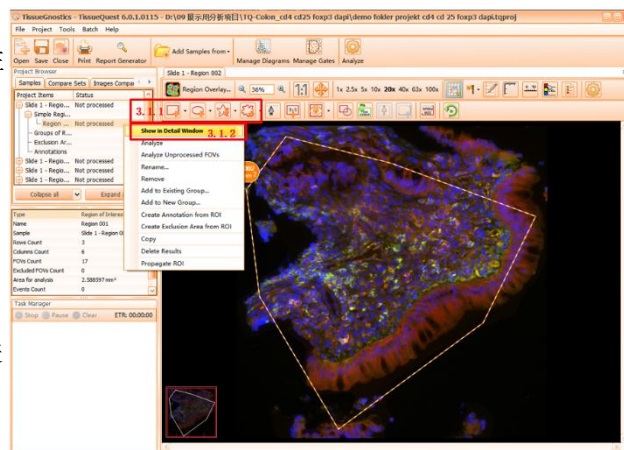 TissueGnostics - TissueQuest 6.0.1.0115 - D:\09 显示用分析项目\TQ-Colon_cd4 cd25 foxp3 dapi\demo folder projekt cd4 cd 25 foxp3 dapi.tqproj
File Project Tools Batch Help
Open Save Close Print Report Generator Add Samples from Manage Diagrams Manage Gates Analyze
Project Browser
Samples Compare Sets Images Compa
Project Items Status
Slide 1 - Regio... Not processed
Simple Regi...
Region ... Not processed
Groups of R...
Exclusion Ar...
Annotations
Slide 1 - Regio... Not processed
Slide 1 - Regio... Not processed
Slide 1 - Regio... Not processed
Collapse all Expand
Type Region of Interest
Name Region 001
Sample Slide 1 - Region 00
Rows Count 3
Columns Count 6
FOVs Count 17
Excluded FOVs Count 0
Area for analysis 2.588597 mm²
Events Count 0
Task Manager
Stop Pause Clear ETR: 00:00:00
Slide 1 - Region 002
Region Overlay... 36% 1:1 1x 2.5x 5x 10x 20x 40x 63x 100x
3.1.1
Show in Detail Window 3.1.2
Analyze
Analyze Unprocessed FOVs
Rename...
Remove
Add to Existing Group...
Add to New Group...
Create Annotation from ROI
Create Exclusion Area from ROI
Copy
Delete Results
Propagate ROI